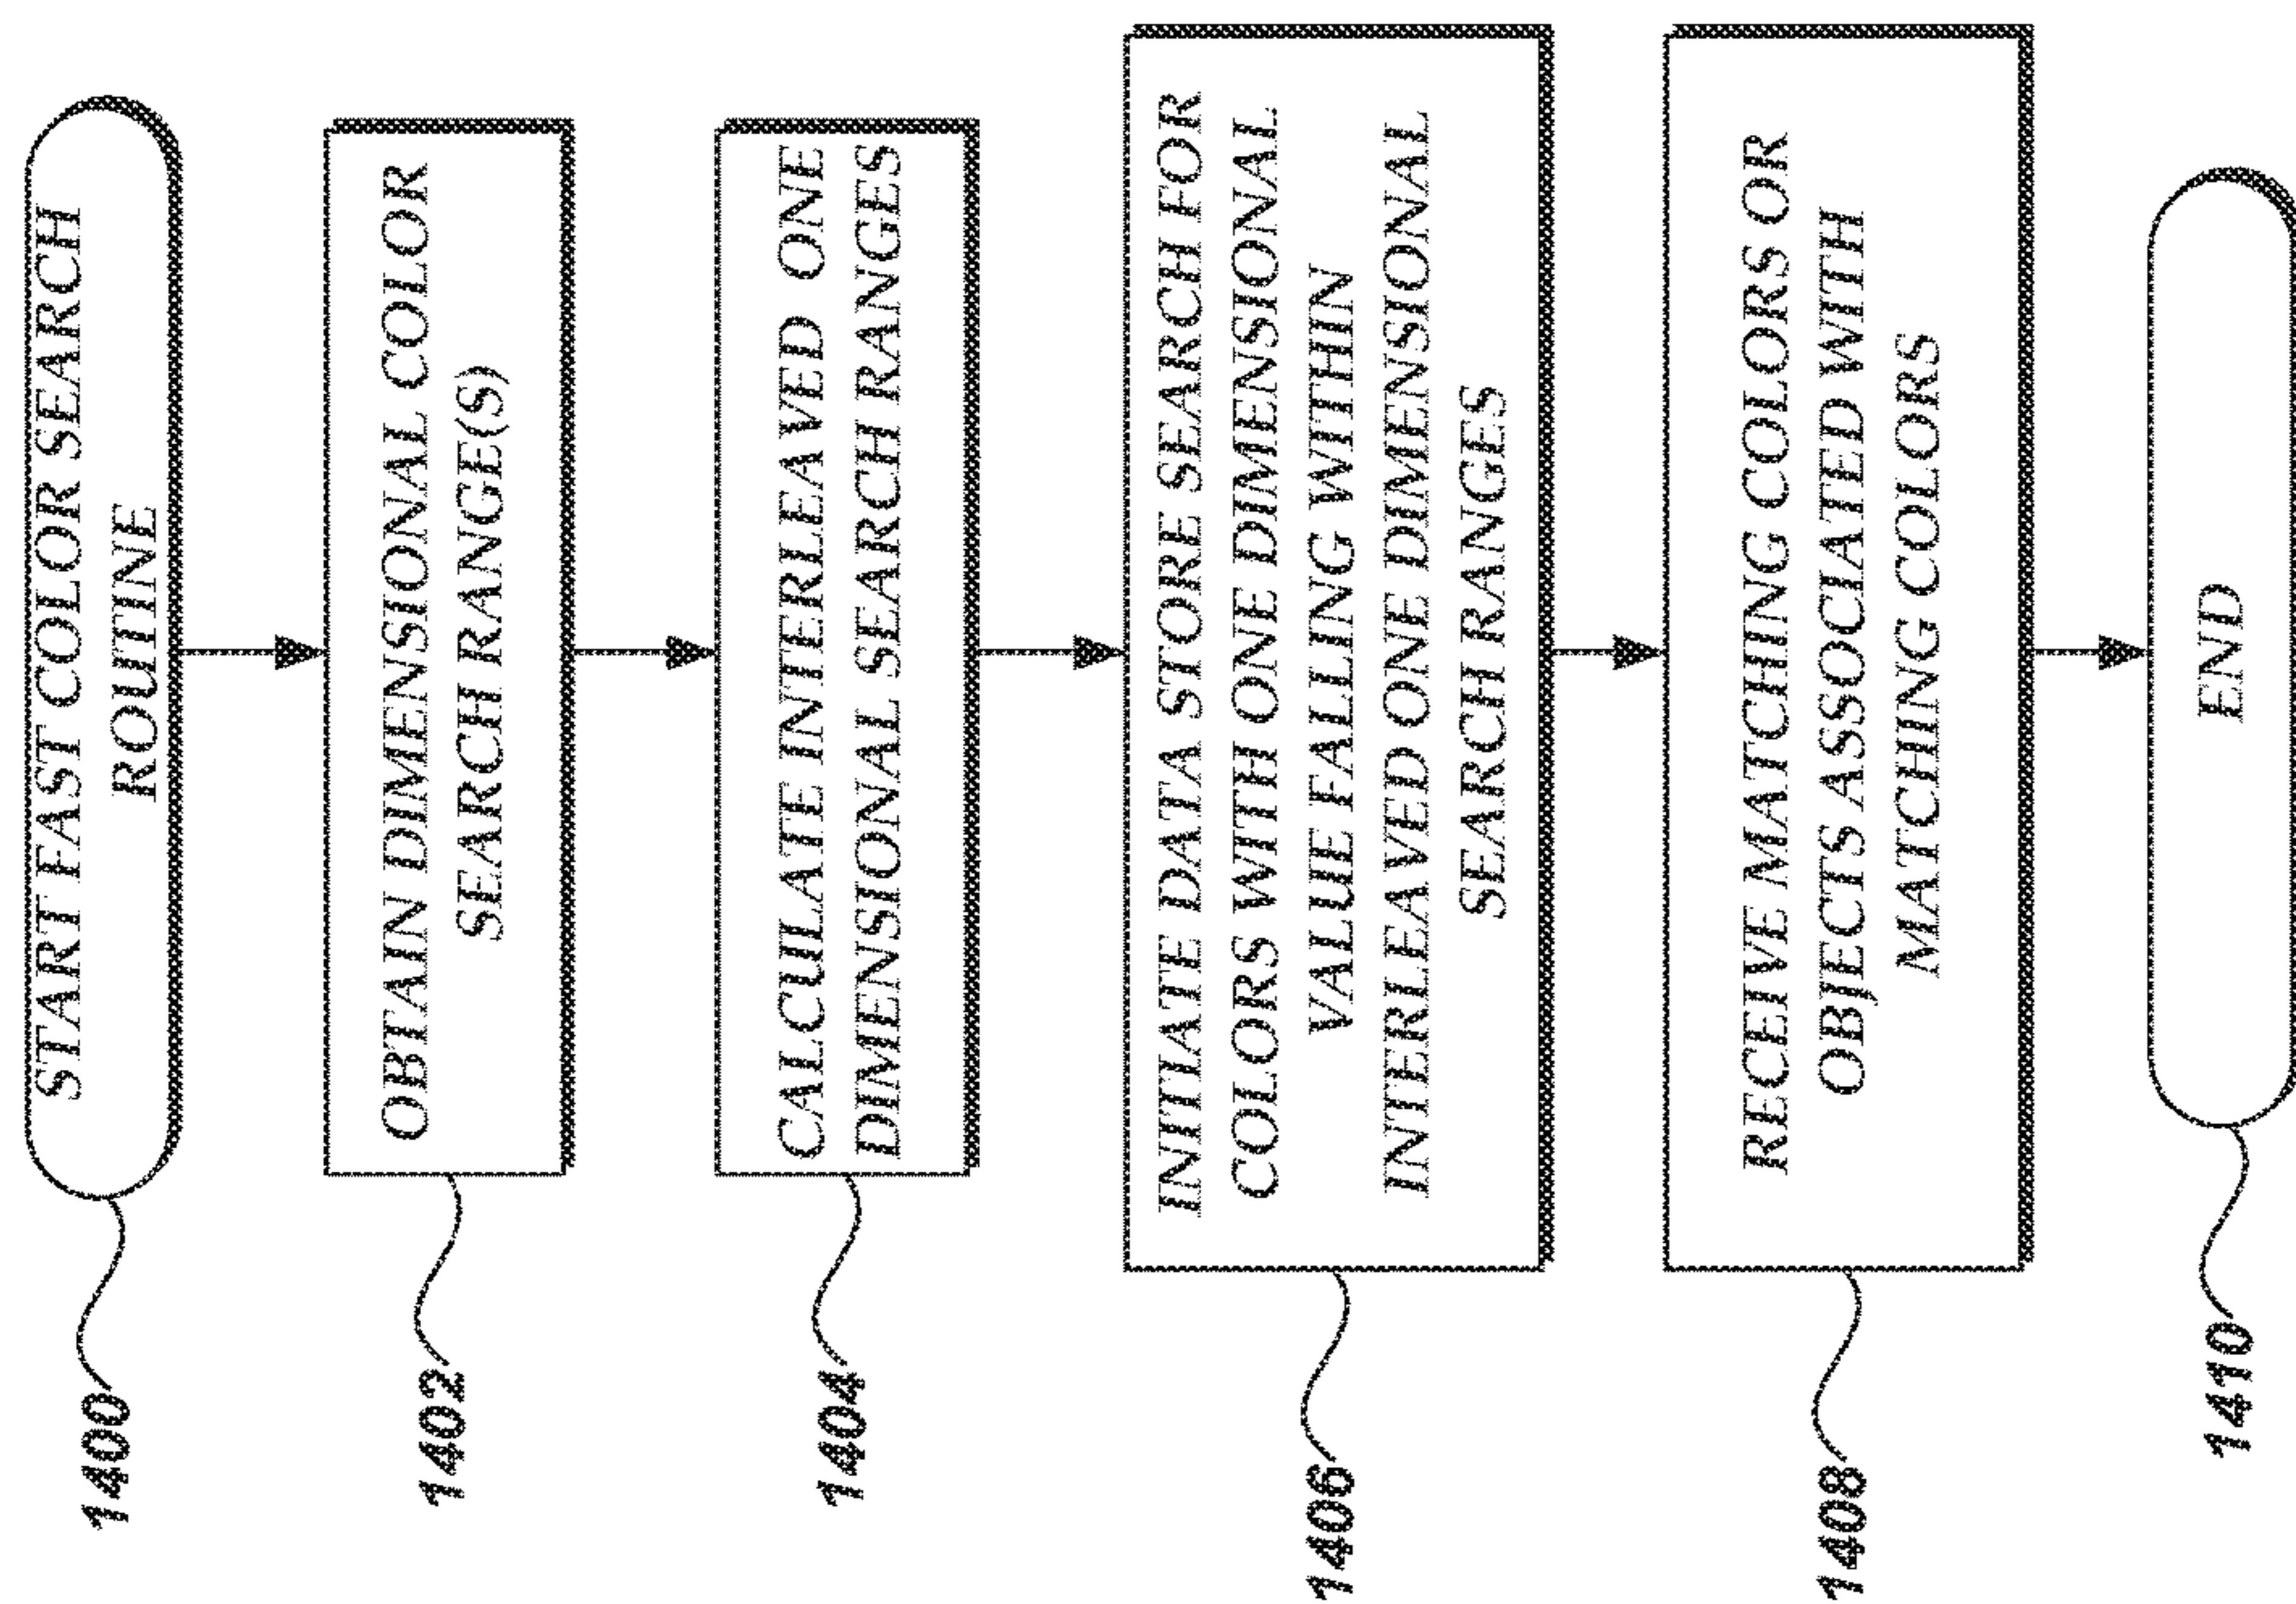 START FAST COLOR SEARCH
ROUTINE
1400
OBTAIN DIMENSIONAL COLOR
SEARCH RANGE(S)
1402
CALCULATE INTERLEAVED ONE
DIMENSIONAL SEARCH RANGES
1404
INITIATE DATA STORE SEARCH FOR
COLORS WITH ONE DIMENSIONAL
VALUE FALLING WITHIN
INTERLEAVED ONE DIMENSIONAL
SEARCH RANGES
1406
RECEIVE MATCHING COLORS OR
OBJECTS ASSOCIATED WITH
MATCHING COLORS
1408
END
1410